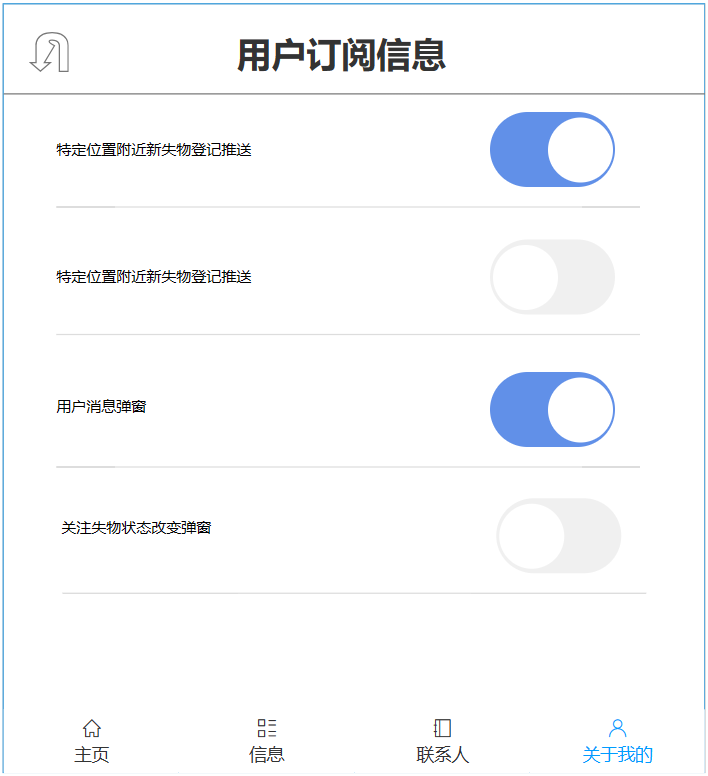 用户订阅信息
特定位置附近新失物登记推送
特定位置附近新失物登记推送
用户消息弹窗
关注失物状态改变弹窗
主页
信息
联系人
关于我的